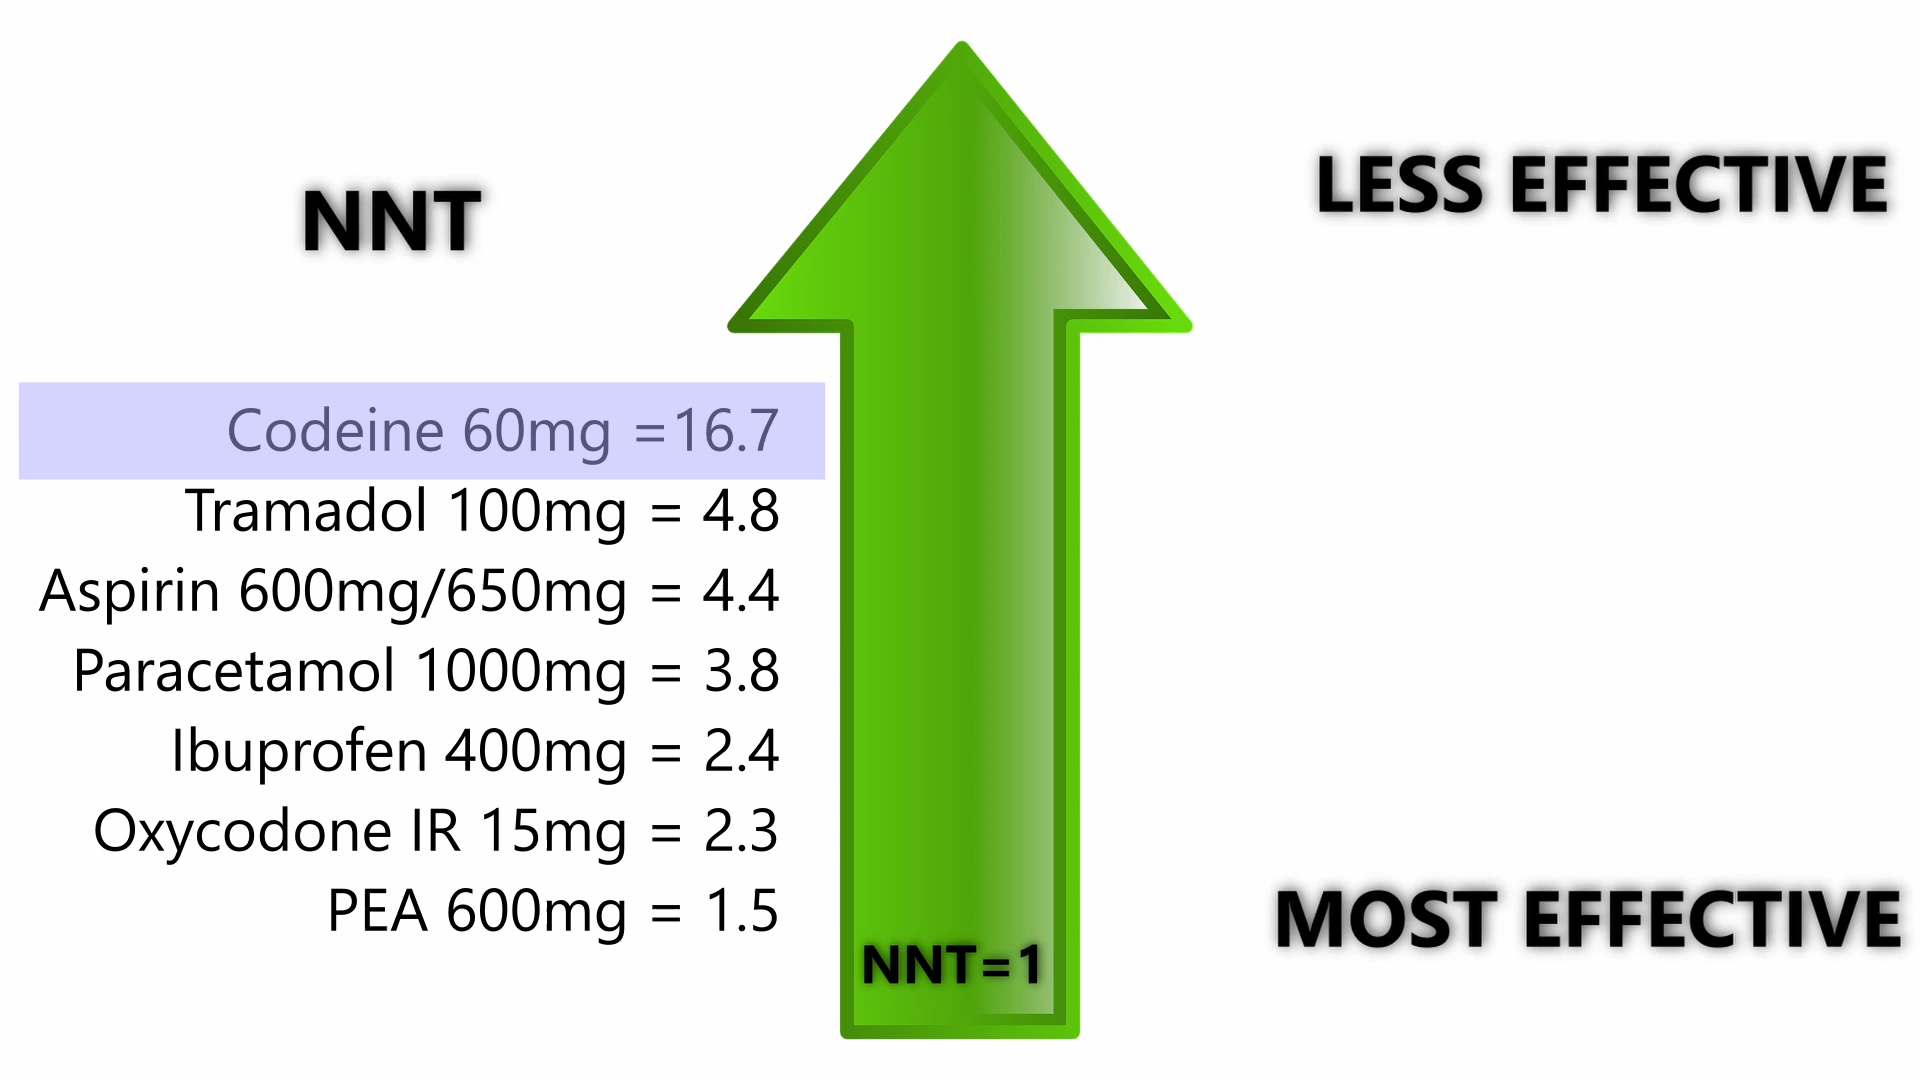 NNT
LESS EFFECTIVE
Codeine 60mg =16.7
Tramadol 100mg = 4.8
Aspirin 600mg/650mg = 4.4
Paracetamol 1000mg = 3.8
Ibuprofen 400mg = 2.4
Oxycodone IR 15mg = 2.3
PEA 600mg = 1.5
MOST EFFECTIVE
NNT=1